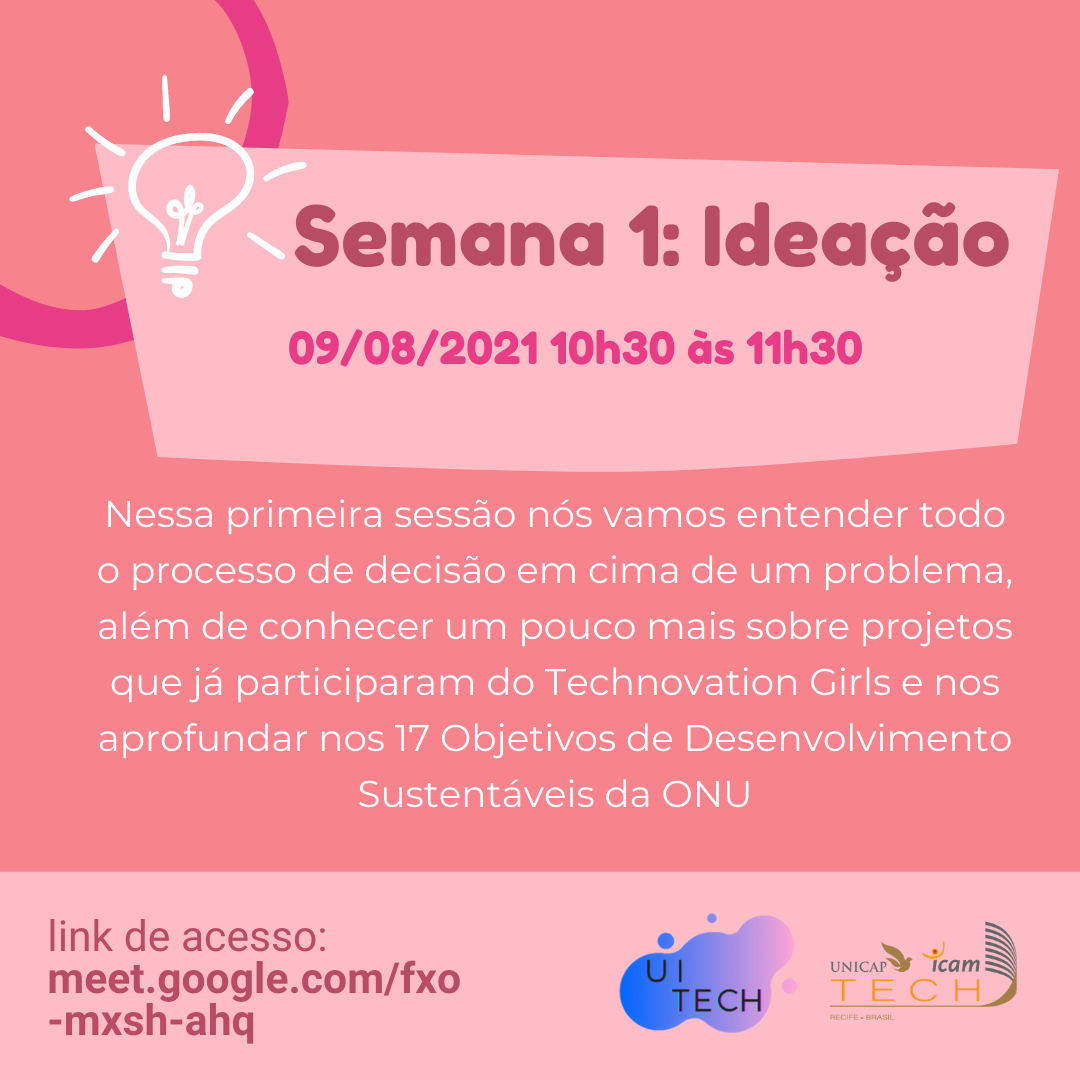 Semana 1: Ideação
09/08/2021 10h30 às 11h30
Nessa primeira sessão nós vamos entender todo
o processo de decisão em cima de um problema,
além de conhecer um pouco mais sobre projetos
que já participaram do Technovation Girls e nos
aprofundar nos 17 Objetivos de Desenvolvimento
Sustentáveis da ONU
link de acesso:
meet.google.com/fxo
-mxsh-ahq
UI
TECH
UNICAP icam
TECH
RECIFE • BRASIL